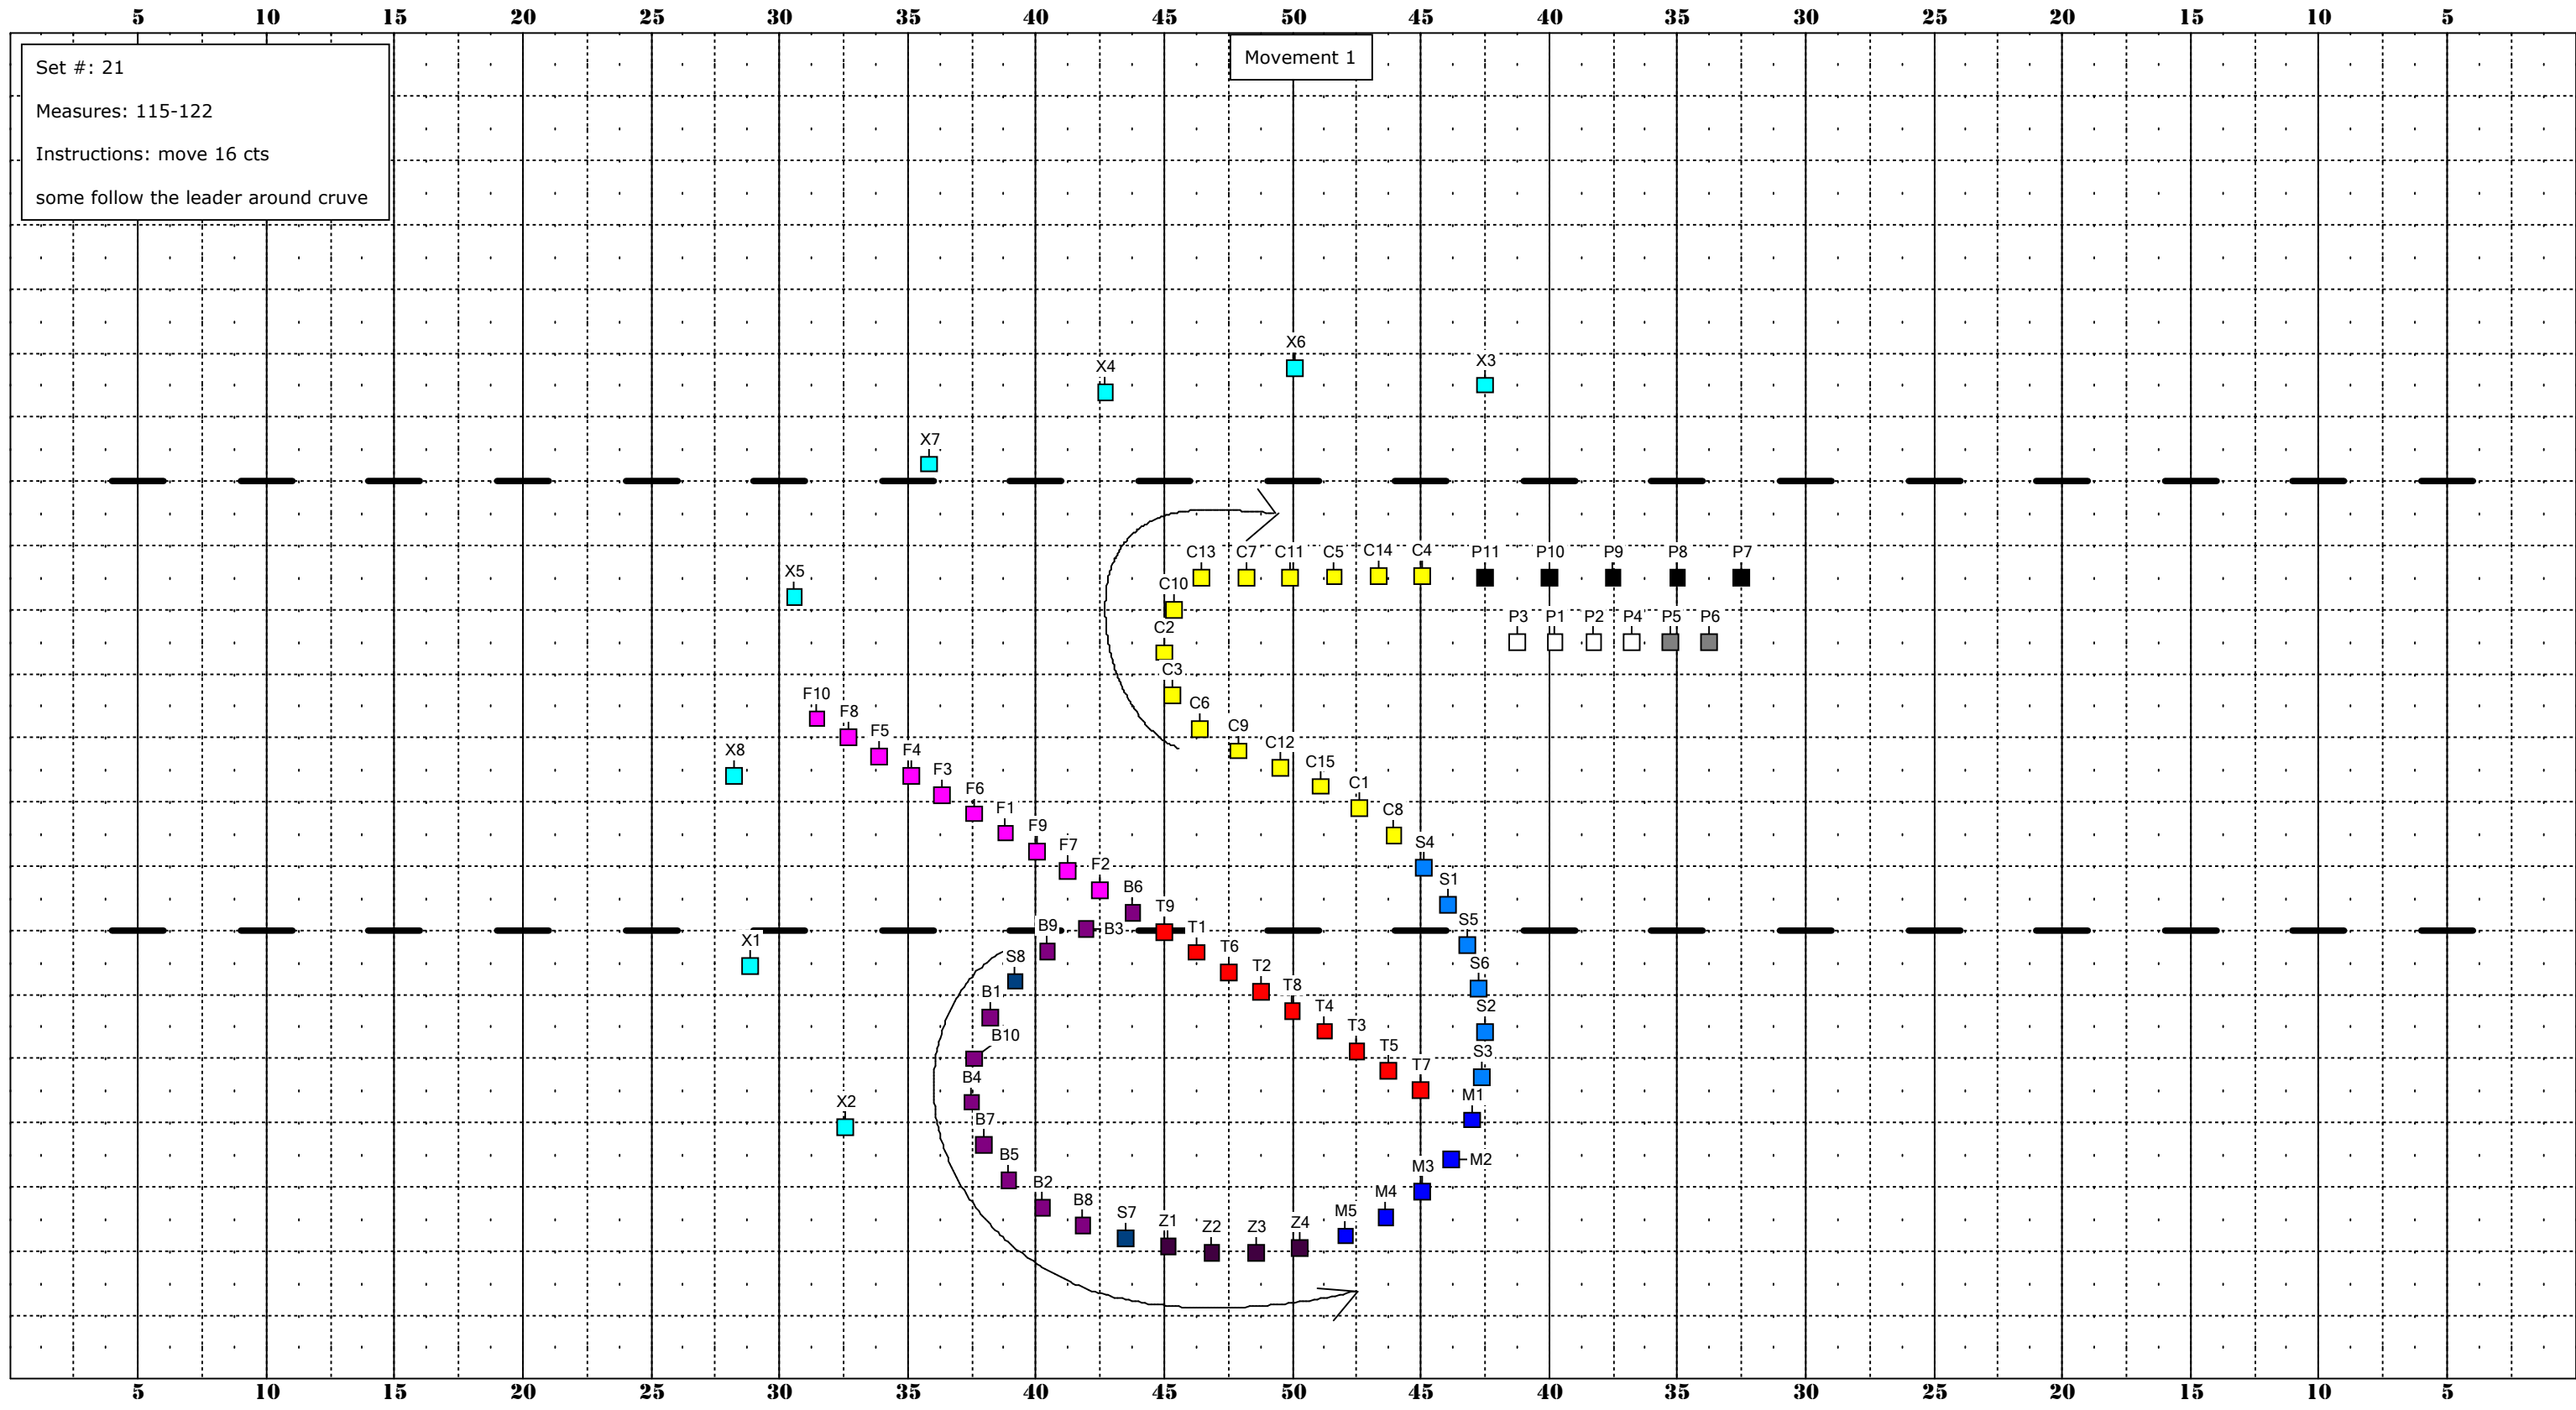 5 10 15 20 25 30 35 40 45 50 45 40 35 30 25 20 15 10 5
Set #: 21
Measures: 115-122
Instructions: move 16 cts
some follow the leader around cruve
Movement 1
X6
X4 X3
X7
C13 C7 C11 C5 C14 C4 P11 P10 P9 P8 P7
X5 C10
P3 P1 P2 P4 P5 P6
C2
C3
F10 C6
F8 C9
F5 C12
X8 F4
C15
F3
F6 C1
F1
C8
F9
S4
F7
F2
S1
B6
T9
S5
B9 B3 T1
T6
S8
S6
T2
B1
T8
S2
T4
B10
T3
T5 S3
T7
B4
M1
X2
B7
B5
M3 M2
M4
B2
B8
M5
S7 Z1 Z2 Z3 Z4
X1
5 10 15 20 25 30 35 40 45 50 45 40 35 30 25 20 15 10 5